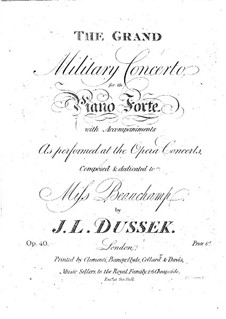 THE GRAND
Military Concerto
for the
Piano Forte.
with Accompaniments
As performed at the Opera Concerts,
Composed & dedicated to
Miss Beauchamp
by
J. L. DUSSEK.
Op. 40.
London
Printed by Clementi, Banger, Hyde, Collard & Davis,
Music Sellers to the Royal Family, 26 Cheapside.